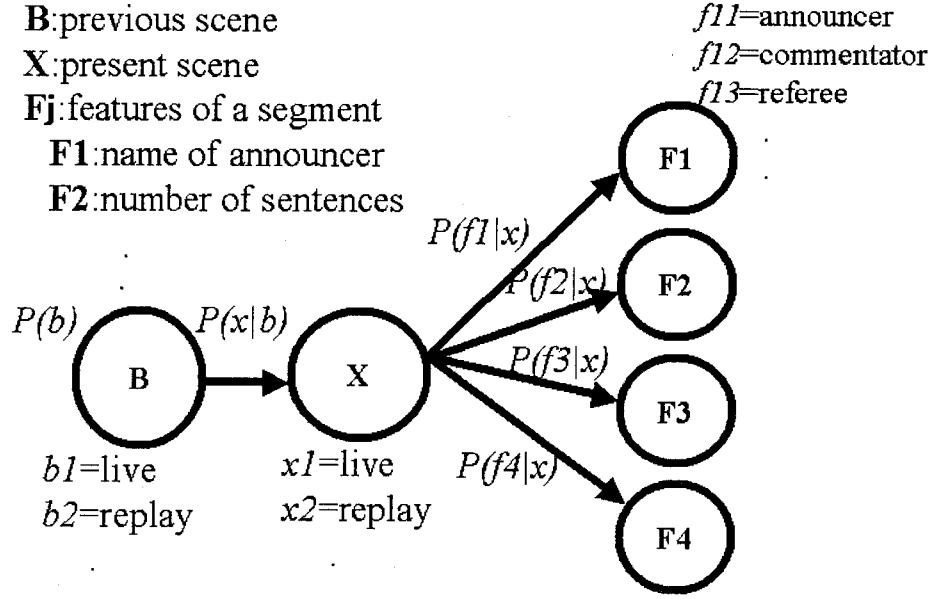 B:previous scene
X:present scene
Fj:features of a segment
F1:name of announcer
F2:number of sentences
f11=announcer
f12=commentator
f13=referee
F1
P(f1|x)
P(f2|x)
F2
P(b)
P(x|b)
B
X
P(f3|x)
F3
b1=live
b2=replay
x1=live
x2=replay
P(f4|x)
F4